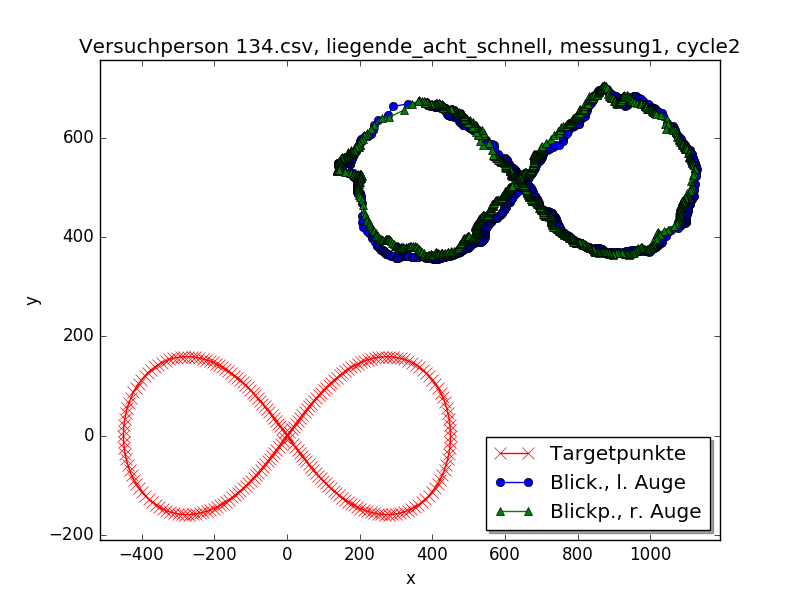 Versuchperson 134.csv, liegende_acht_schnell, messung1, cycle2
y
600
400
200
0
−200
−400
−200
0
200
400
600
800
1000
x
Targetpunkte
Blick., l. Auge
Blickp., r. Auge